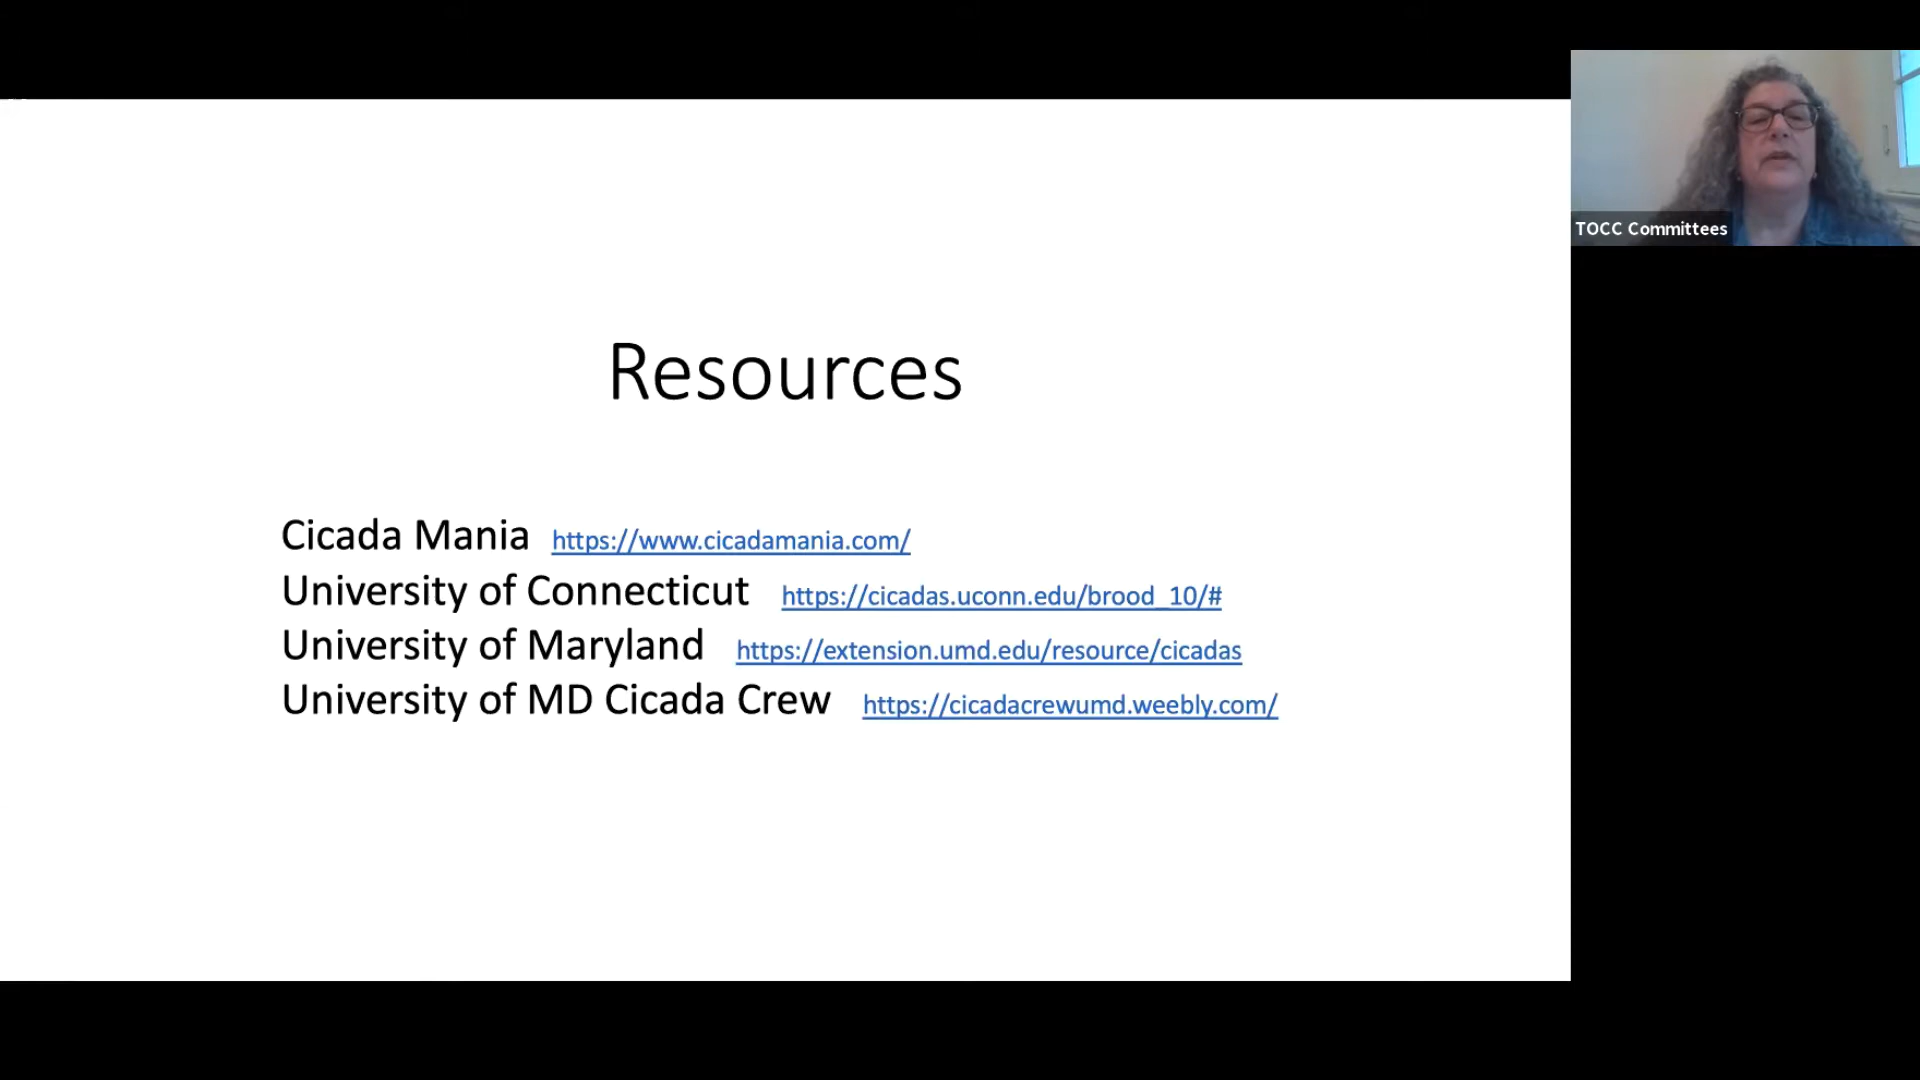 Resources
Cicada Mania https://www.cicadamania.com/
University of Connecticut https://cicadas.uconn.edu/brood_10/#
University of Maryland https://extension.umd.edu/resource/cicadas
University of MD Cicada Crew https://cicadacrewumd.weebly.com/
TOCC Committees